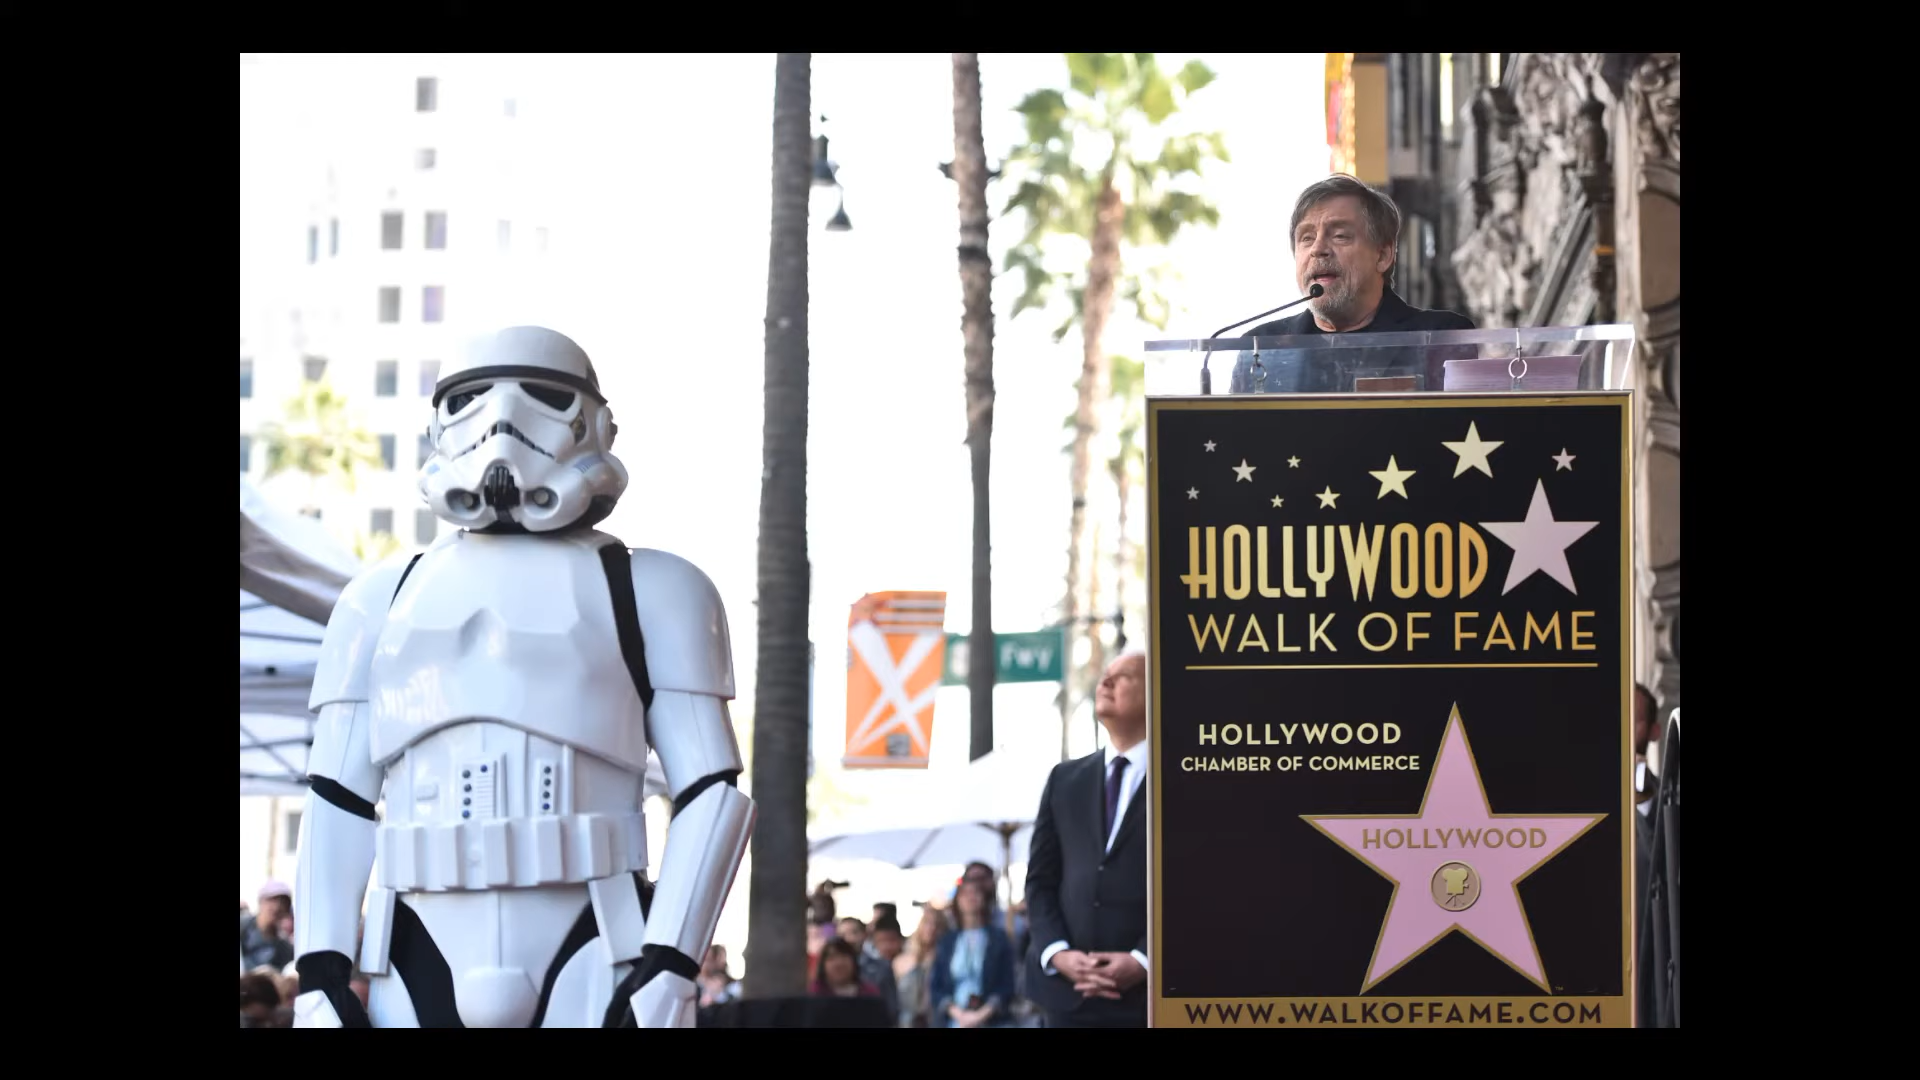 Fwy
HOLLYWOOD
WALK OF FAME
HOLLYWOOD
CHAMBER OF COMMERCE
HOLLYWOOD
WWW.WALKOFFAME.COM